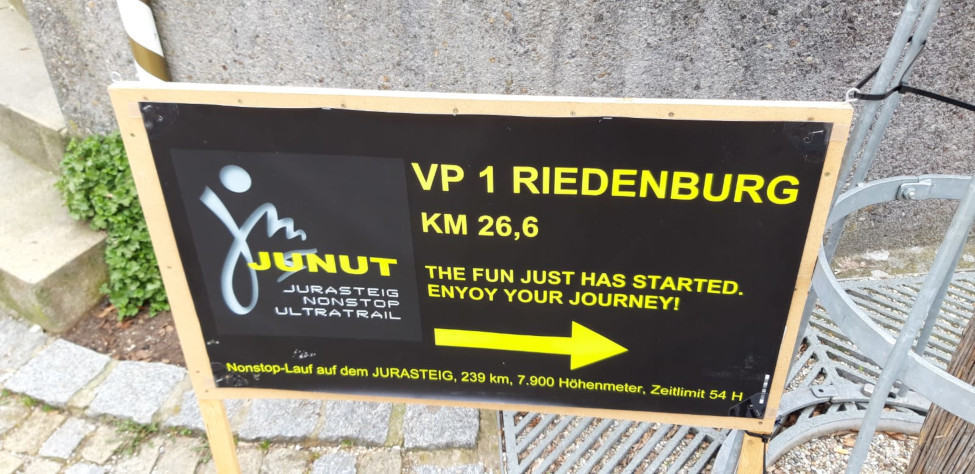 VP 1 RIEDENBURG
KM 26,6
JUNUT
JURASTEIG
NONSTOP
ULTRATRAIL
THE FUN JUST HAS STARTED.
ENYOY YOUR JOURNEY!
Nonstop-Lauf auf dem JURASTEIG, 239 km, 7.900 Höhenmeter, Zeitlimit 54 H